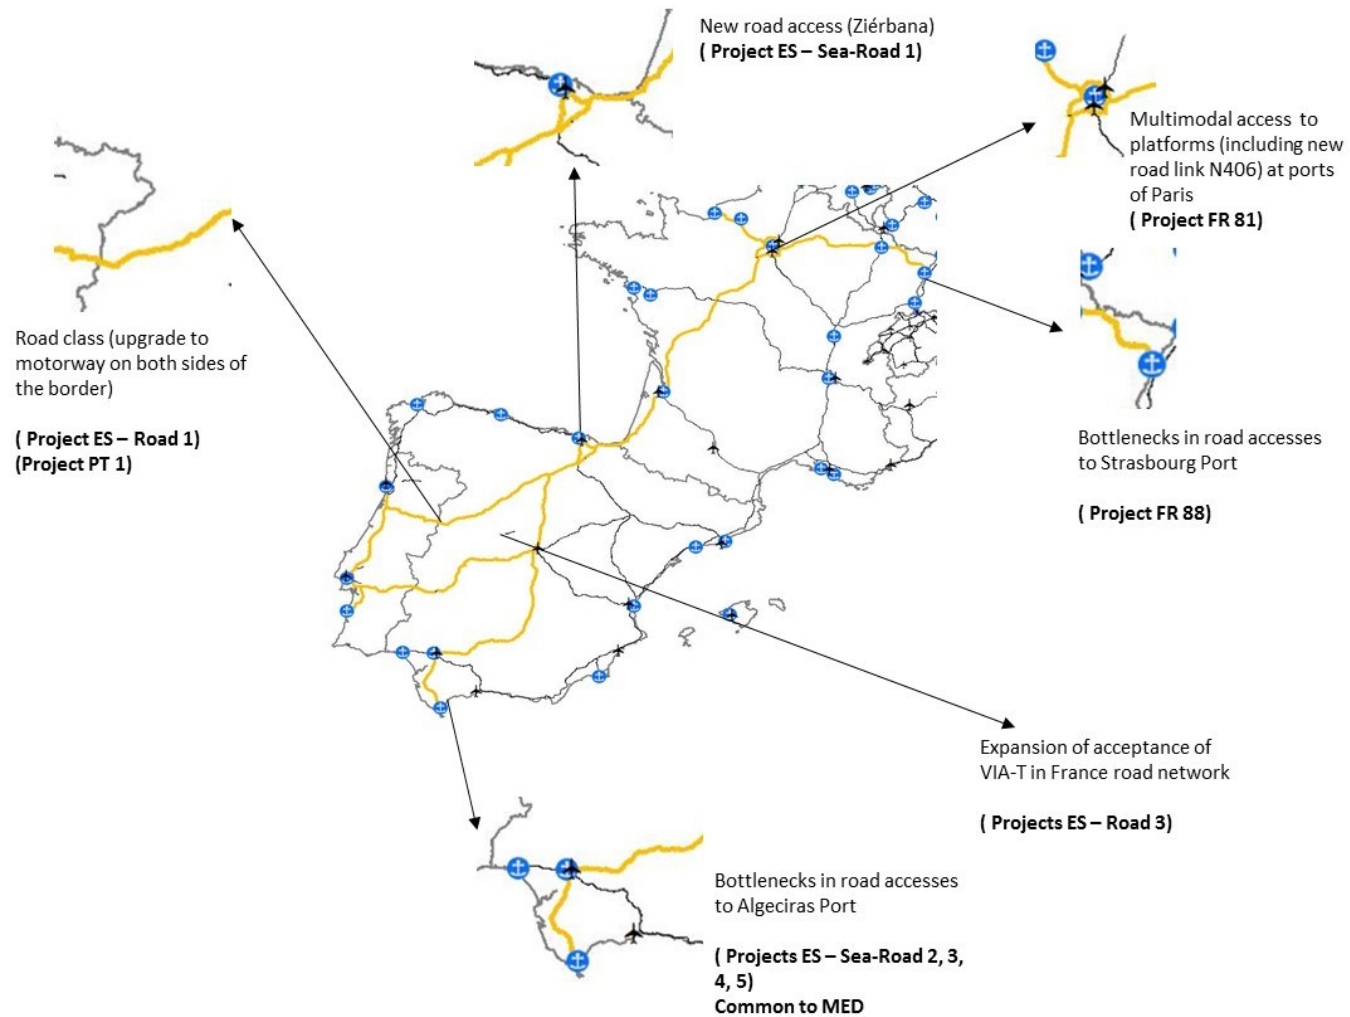 New road access (Ziérbana)
( Project ES – Sea-Road 1)
Multimodal access to
platforms (including new
road link N406) at ports
of Paris
( Project FR 81)
Road class (upgrade to
motorway on both sides of
the border)
( Project ES – Road 1)
(Project PT 1)
Bottlenecks in road accesses
to Strasbourg Port
( Project FR 88)
Expansion of acceptance of
VIA-T in France road network
( Projects ES – Road 3)
Bottlenecks in road accesses
to Algeciras Port
( Projects ES – Sea-Road 2, 3,
4, 5)
Common to MED